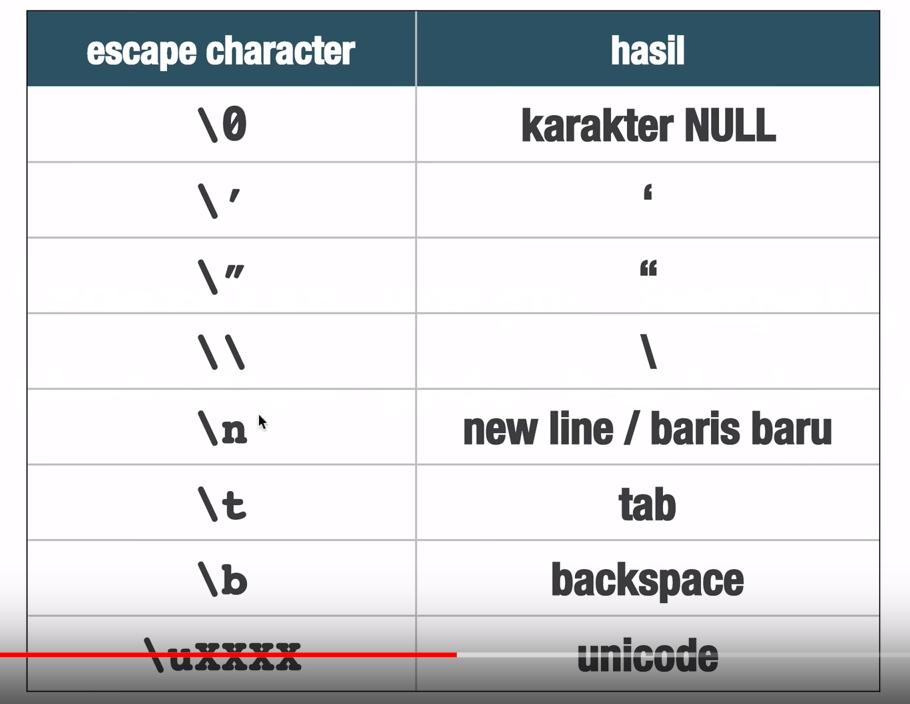 escape character hasil
\0 karakter NULL
\′ ‘
\″ “
\\ \
\n new line / baris baru
\t tab
\b backspace
\uXXXX unicode